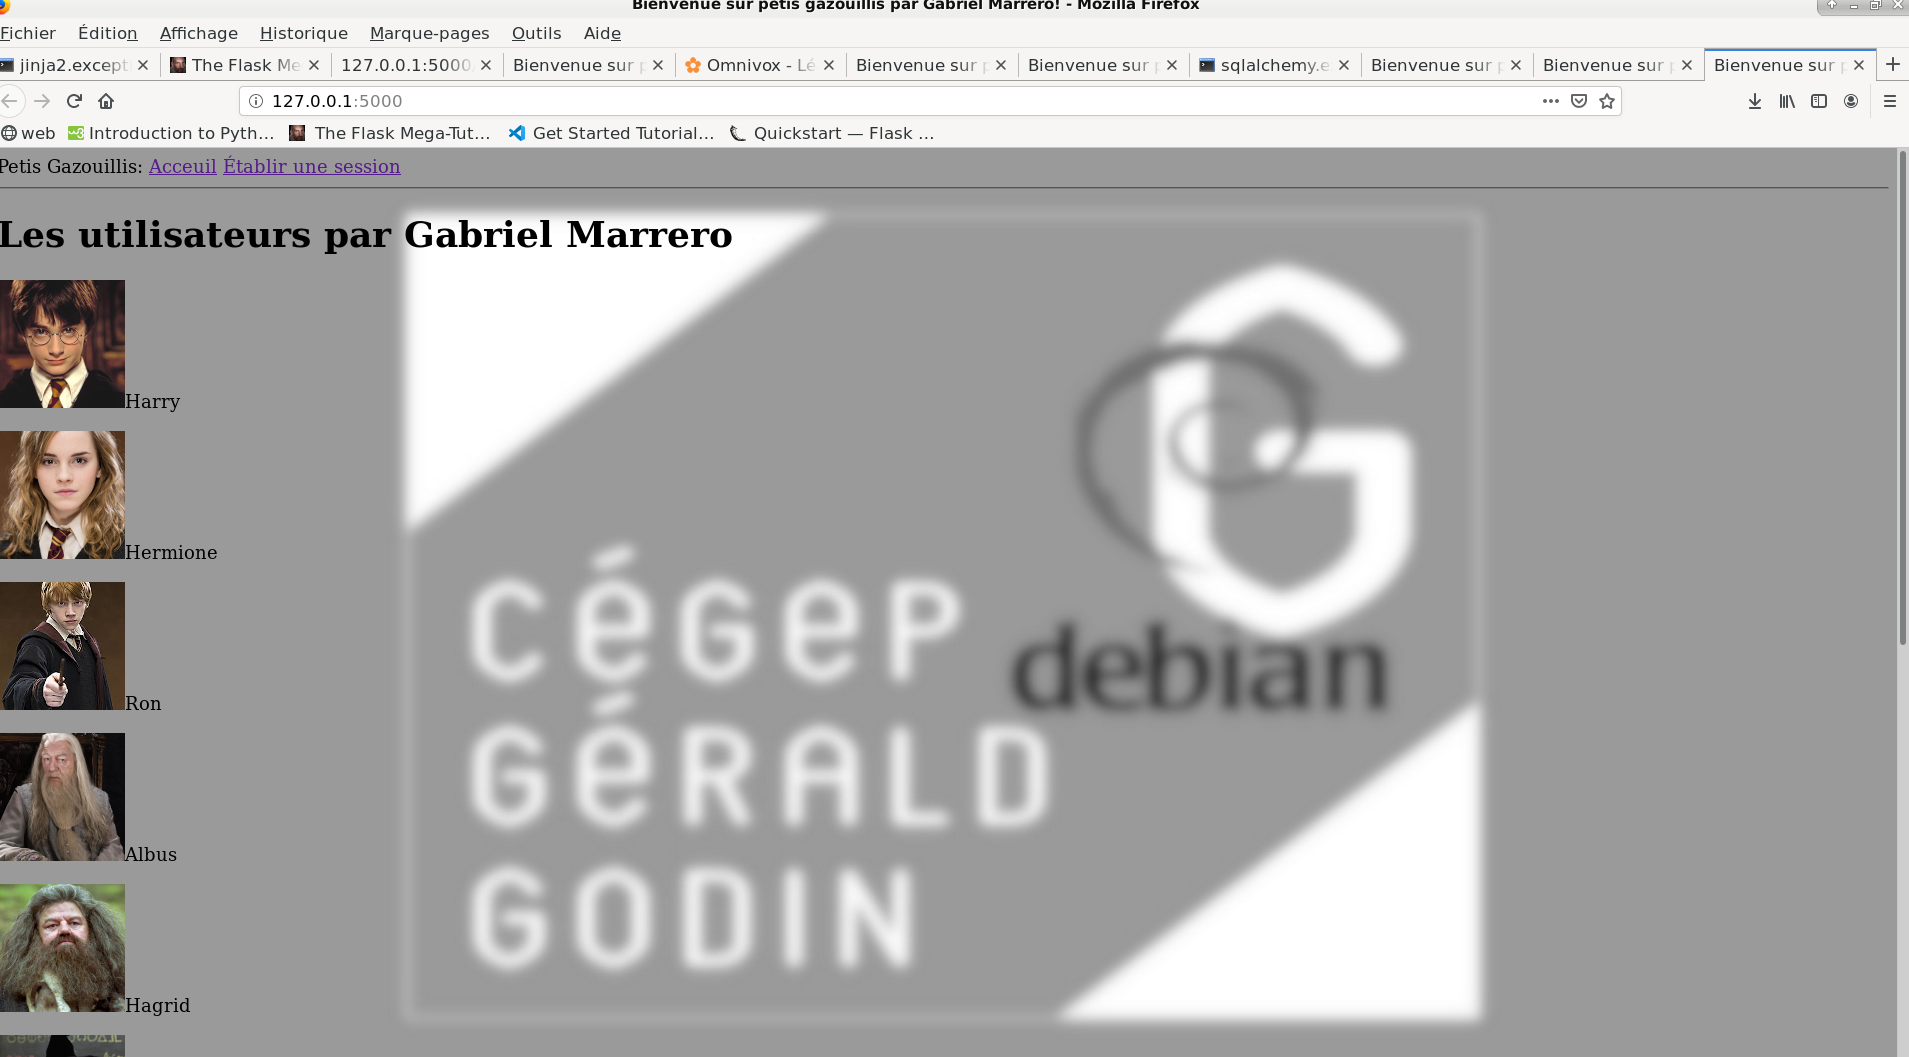 Bienvenue sur petis gazouillis par Gabriel Marrero! - Mozilla Firefox
Fichier Édition Affichage Historique Marque-pages Outils Aide
jinja2.except The Flask Me 127.0.0.1:5000 Bienvenue sur p Omnivox - Lé Bienvenue sur p Bienvenue sur p sqlalchemy.e Bienvenue sur p Bienvenue sur p Bienvenue sur p
127.0.0.1:5000
web Introduction to Pyth… The Flask Mega-Tut… Get Started Tutorial… Quickstart — Flask …
Petis Gazouillis: Acceuil Établir une session
Les utilisateurs par Gabriel Marrero
Harry
Hermione
Ron
Albus
Hagrid
CéGeP
GéRALD
GODIN
debian